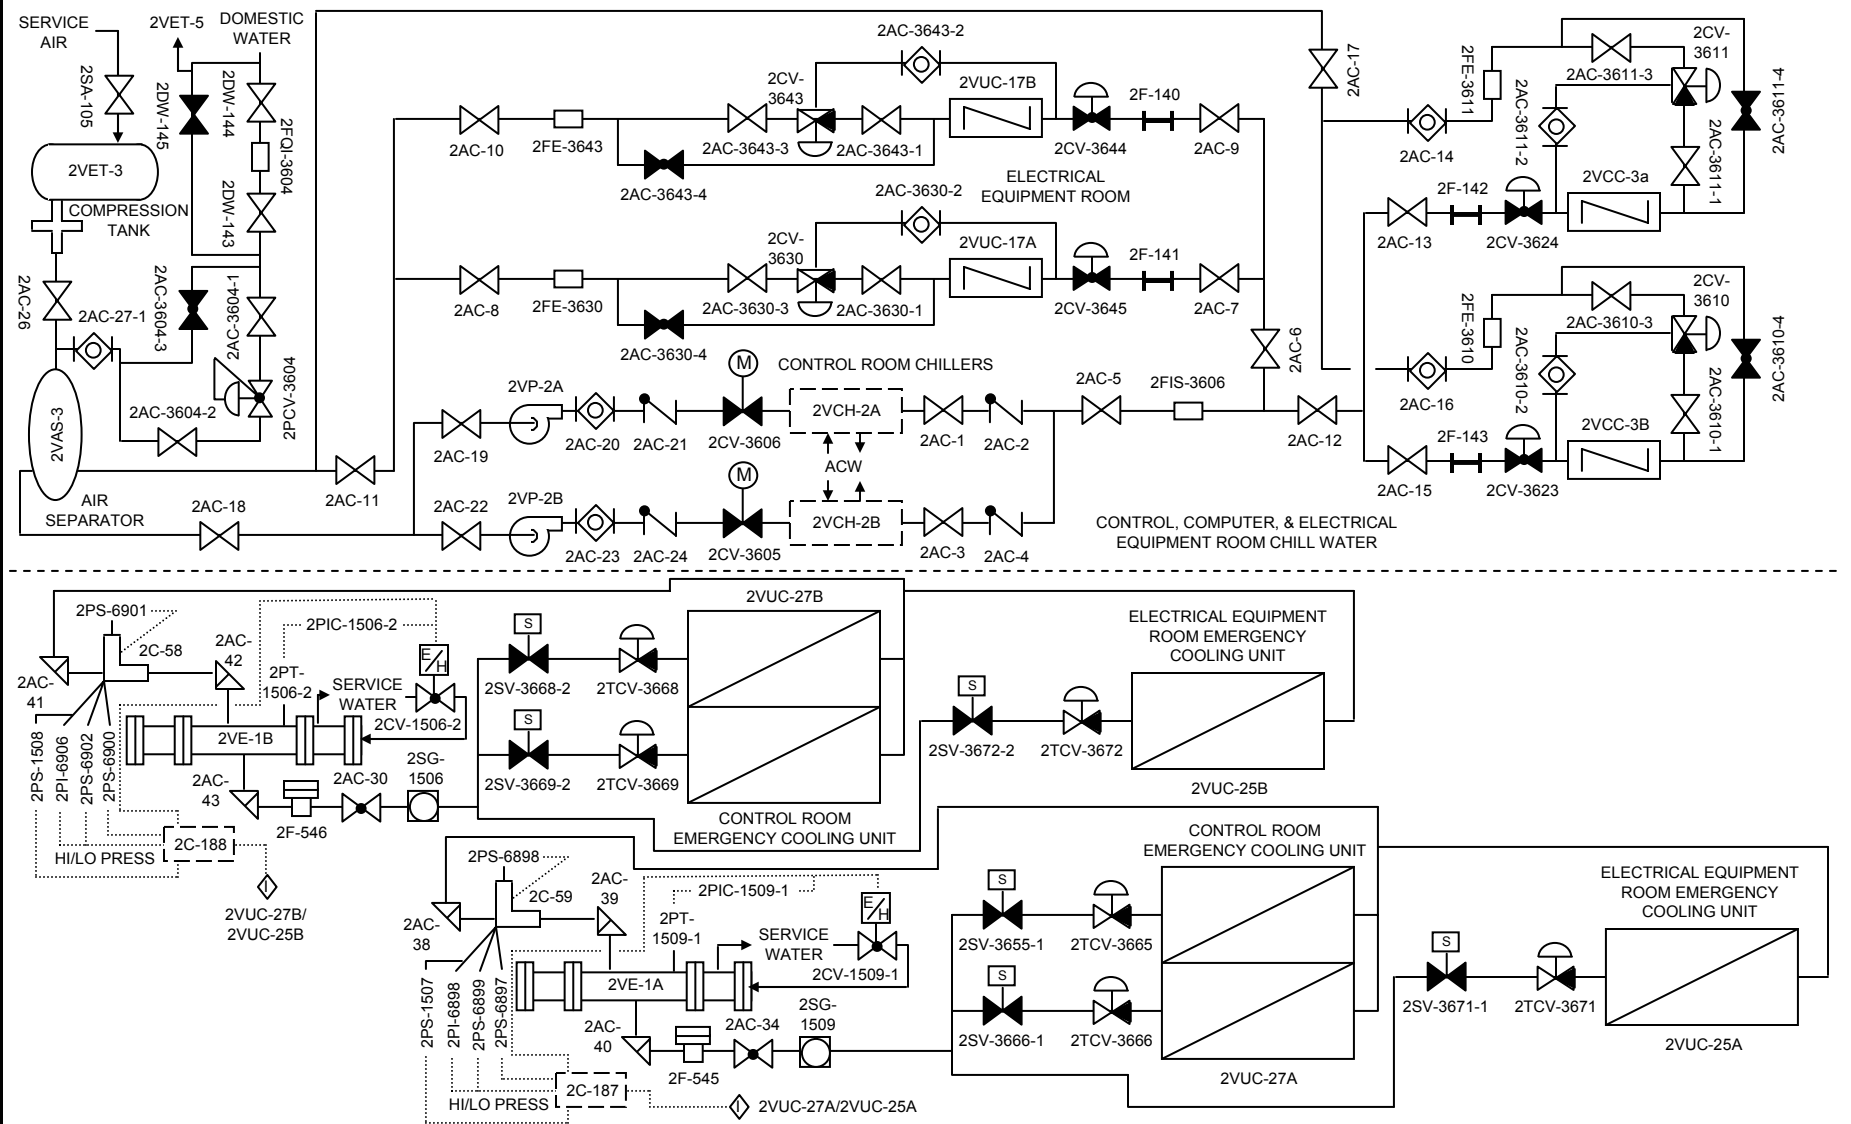 SERVICE
AIR
2VET-5
DOMESTIC
WATER
2SA-105
2DW-145
2DW-144
2FQI-3604
2DW-143
2VET-3
COMPRESSION
TANK
2AC-26
2AC-27-1
2AC-3604-3
2AC-3604-1
2PCV-3604
2AC-3604-2
2VAS-3
AIR
SEPARATOR
2AC-18
2AC-11
2AC-10
2FE-3643
2AC-3643-3
2CV-
3643
2AC-3643-2
2AC-3643-1
2AC-3643-4
2VUC-17B
2CV-3644
2F-140
2AC-9
ELECTRICAL
EQUIPMENT ROOM
2AC-8
2FE-3630
2AC-3630-3
2CV-
3630
2AC-3630-2
2AC-3630-1
2AC-3630-4
2VUC-17A
2CV-3645
2F-141
2AC-7
2AC-6
CONTROL ROOM CHILLERS
2AC-19
2VP-2A
2AC-20
2AC-21
M
2CV-3606
2VCH-2A
2AC-1
2AC-2
2AC-5
2FIS-3606
2AC-12
ACW
2AC-22
2VP-2B
2AC-23
2AC-24
M
2CV-3605
2VCH-2B
2AC-3
2AC-4
CONTROL, COMPUTER, & ELECTRICAL
EQUIPMENT ROOM CHILL WATER
2AC-17
2AC-14
2FE-3611
2AC-3611-2
2AC-3611-3
2CV-
3611
2AC-3611-1
2AC-3611-4
2AC-13
2F-142
2CV-3624
2VCC-3a
2AC-16
2FE-3610
2AC-3610-2
2AC-3610-3
2CV-
3610
2AC-3610-1
2AC-3610-4
2AC-15
2F-143
2CV-3623
2VCC-3B
2PS-6901
2C-58
2AC-
41
2AC-
42
2PIC-1506-2
2PT-
1506-2
SERVICE
WATER
E/H
2CV-1506-2
2VE-1B
2PS-1508
2PI-6906
2PS-6902
2PS-6900
2AC-
43
2F-546
2AC-30
2SG-
1506
HI/LO PRESS
2C-188
I
2VUC-27B/
2VUC-25B
2VUC-27B
S
2SV-3668-2
2TCV-3668
S
2SV-3669-2
2TCV-3669
CONTROL ROOM
EMERGENCY COOLING UNIT
S
2SV-3672-2
2TCV-3672
ELECTRICAL EQUIPMENT
ROOM EMERGENCY
COOLING UNIT
2VUC-25B
2PS-6898
2C-59
2AC-
38
2AC-
39
2PIC-1509-1
2PT-
1509-1
SERVICE
WATER
E/H
2CV-1509-1
2VE-1A
2PS-1507
2PI-6898
2PS-6899
2PS-6897
2AC-
40
2F-545
2AC-34
2SG-
1509
HI/LO PRESS
2C-187
I
2VUC-27A/2VUC-25A
CONTROL ROOM
EMERGENCY COOLING UNIT
S
2SV-3655-1
2TCV-3665
S
2SV-3666-1
2TCV-3666
2VUC-27A
S
2SV-3671-1
2TCV-3671
ELECTRICAL EQUIPMENT
ROOM EMERGENCY
COOLING UNIT
2VUC-25A